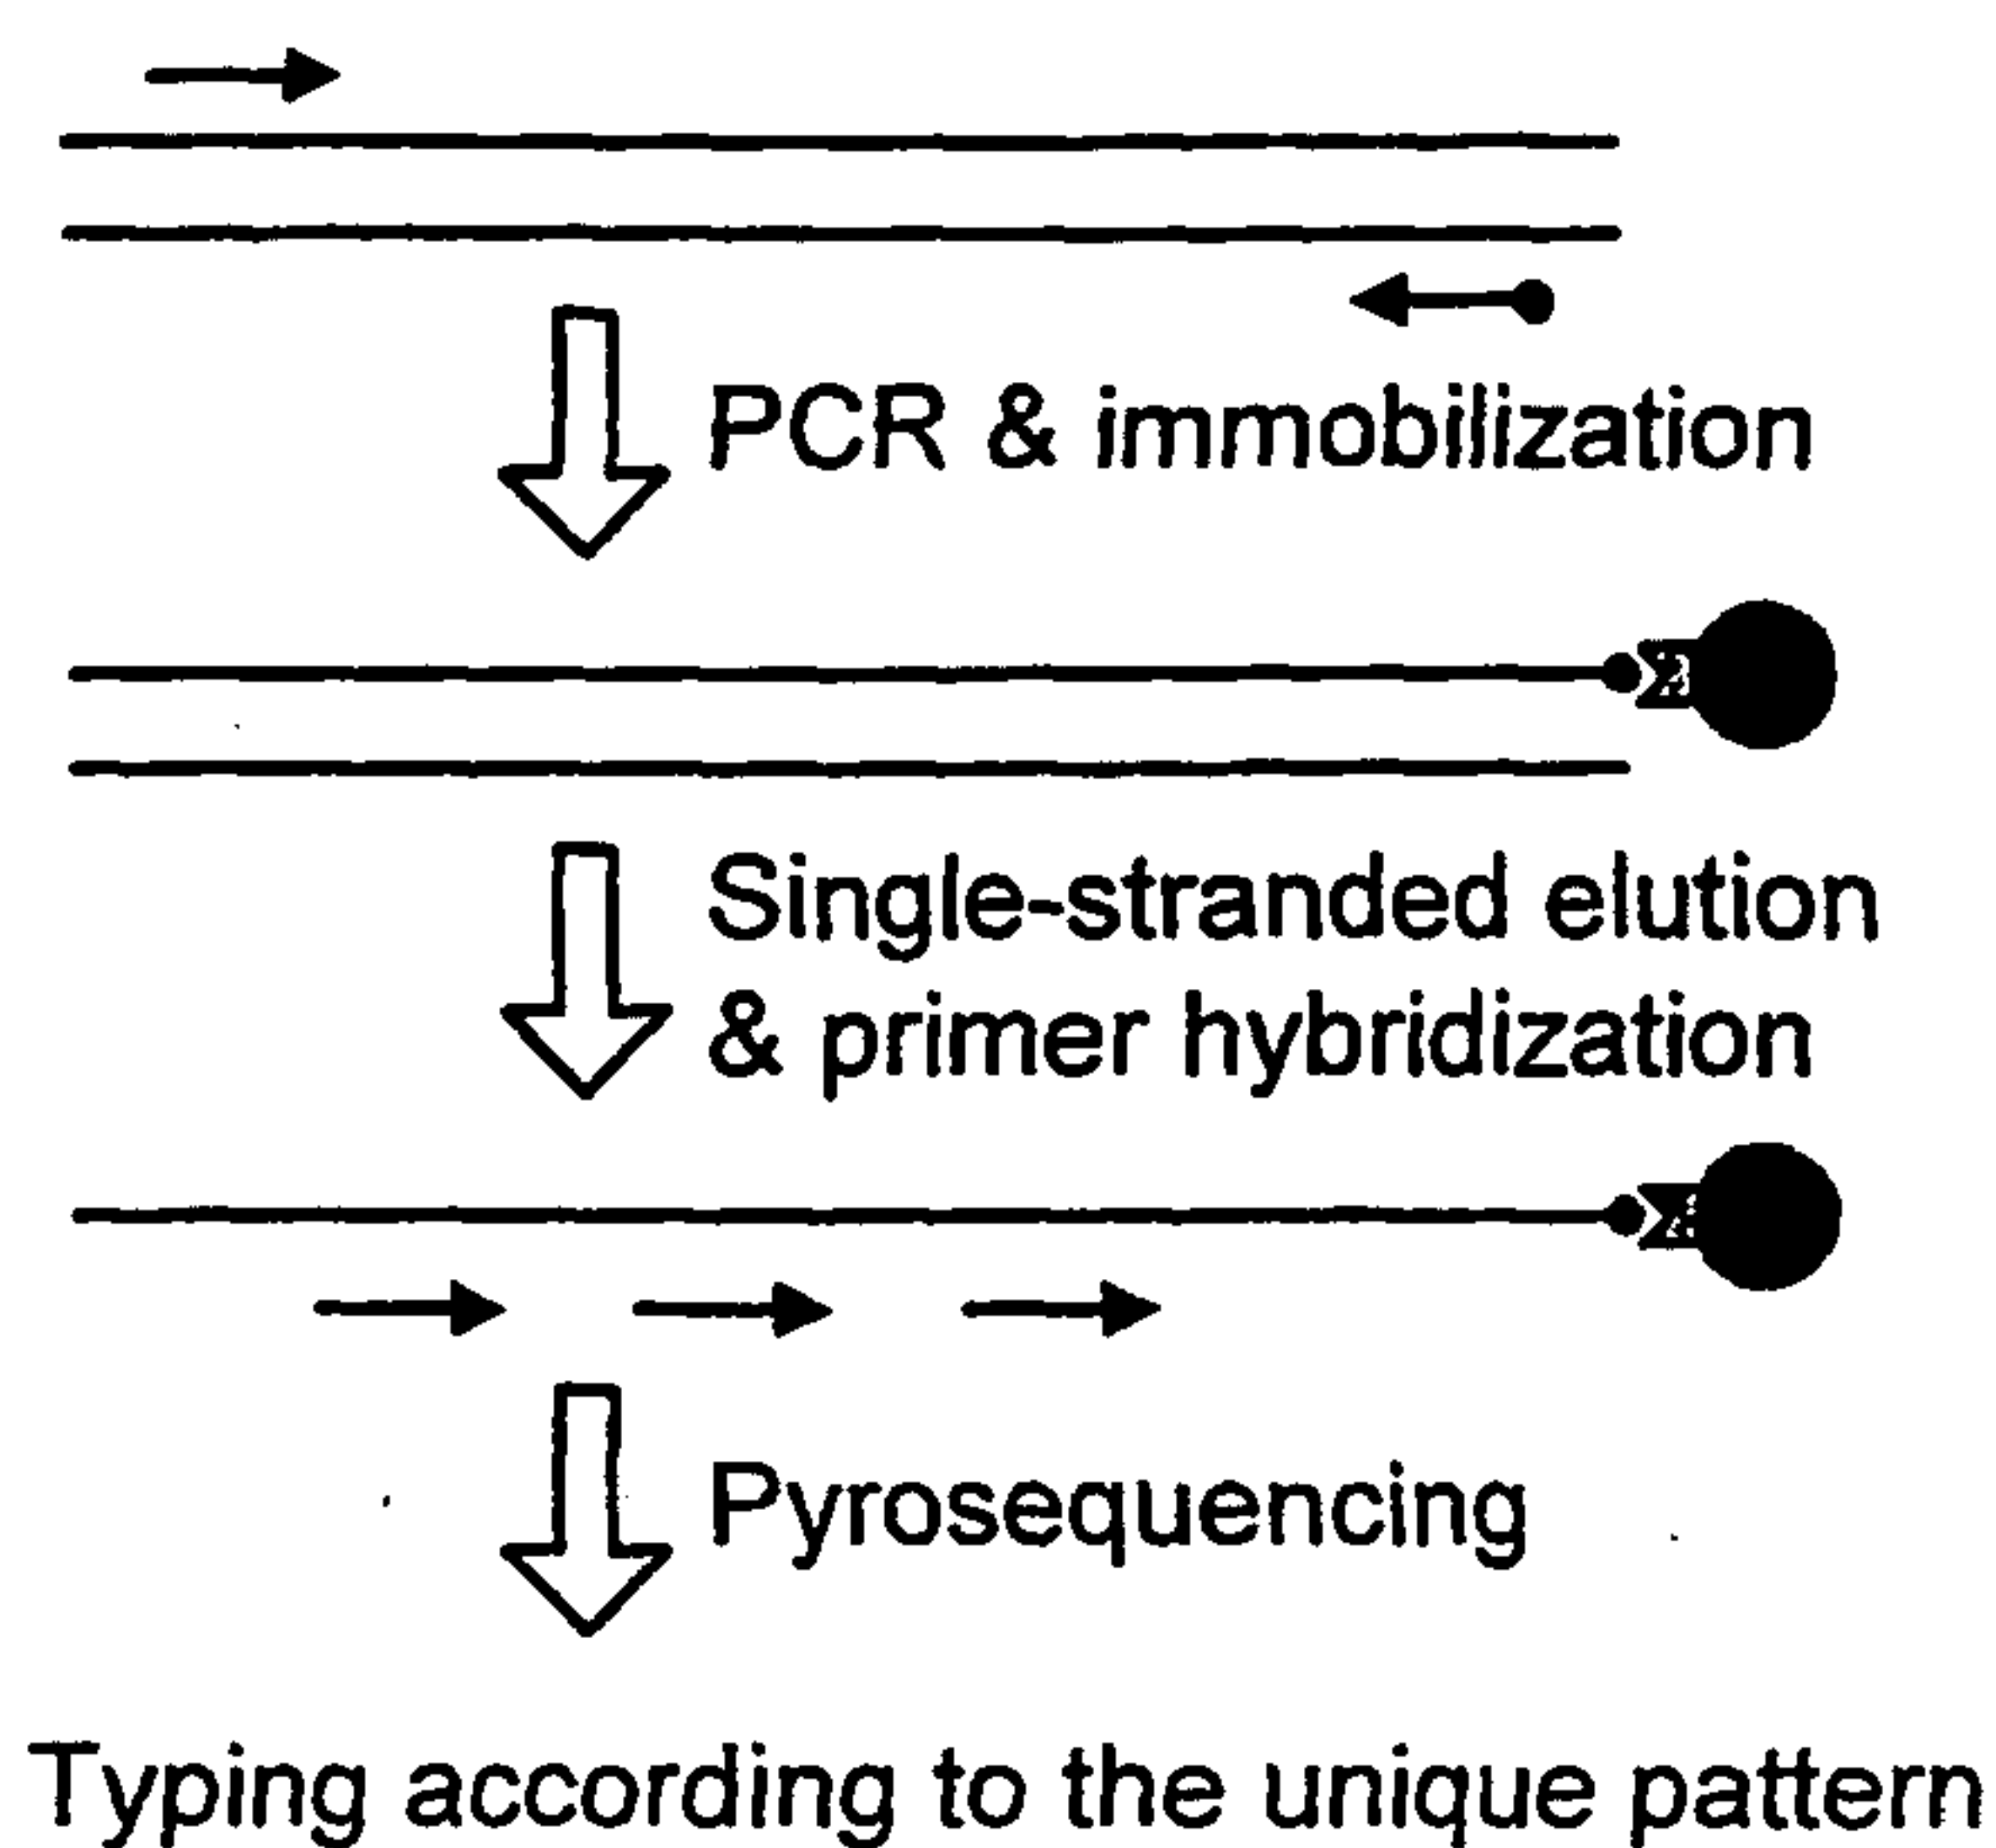 PCR & immobilization
Single-stranded elution
& primer hybridization
Pyrosequencing
Typing according to the unique pattern